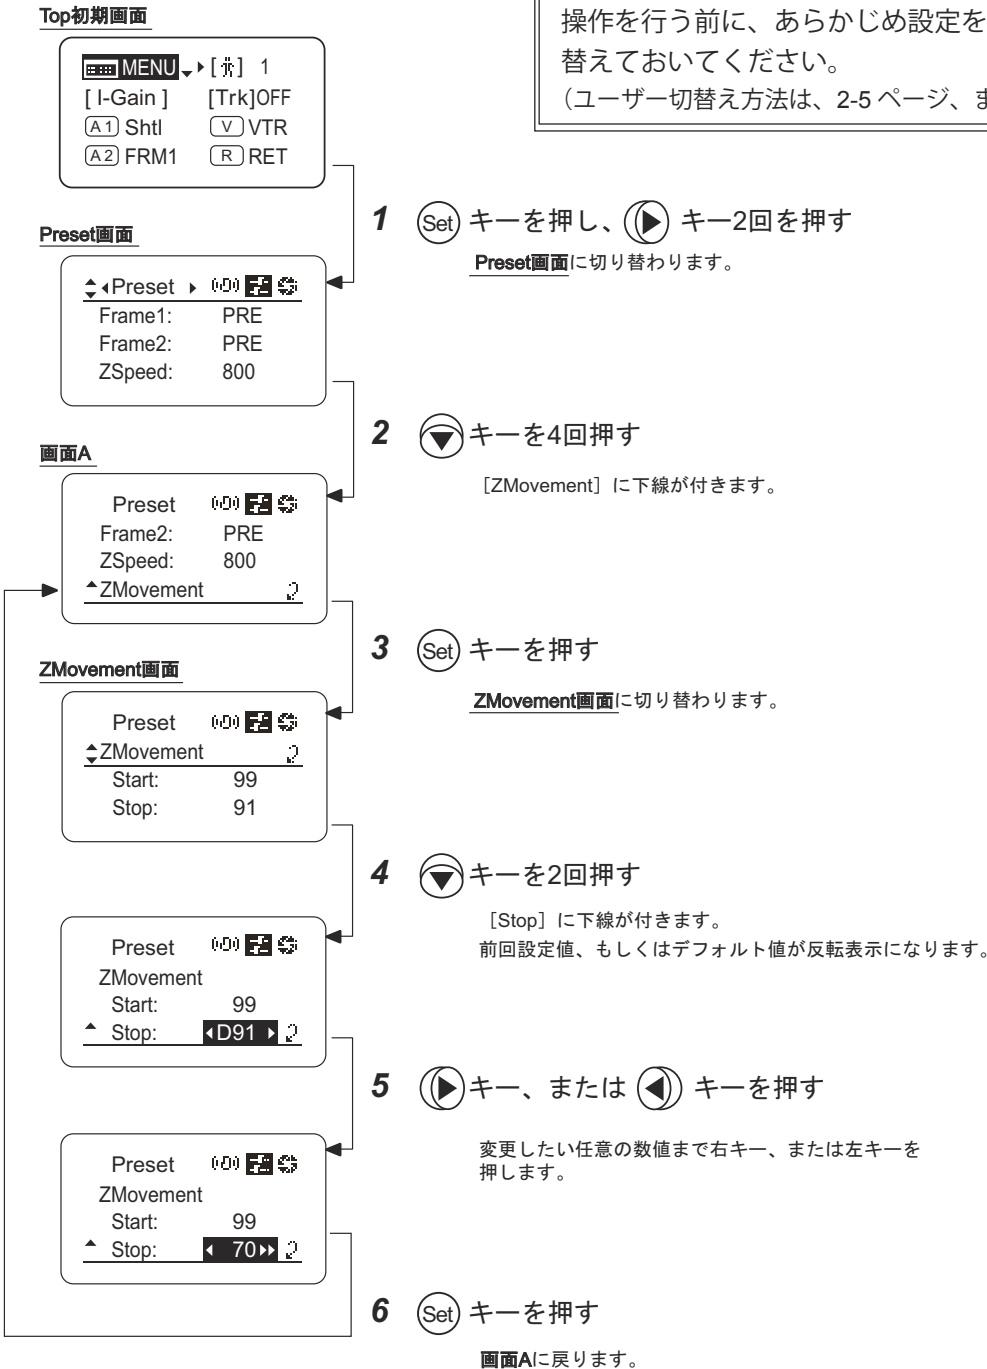 Top初期画面
操作を行う前に、あらかじめ設定を
替えておいてください。
(ユーザー切替え方法は、2-5 ページ、ま
MENU [ ] 1
[ I-Gain ] [Trk]OFF
A1 Shtl V VTR
A2 FRM1 R RET
1 Set キーを押し、 キー2回を押す
Preset画面に切り替わります。
Preset画面
Preset
Frame1: PRE
Frame2: PRE
ZSpeed: 800
2 キーを4回押す
[ZMovement] に下線が付きます。
画面A
Preset
Frame2: PRE
ZSpeed: 800
ZMovement
3 Set キーを押す
ZMovement画面に切り替わります。
ZMovement画面
Preset
ZMovement
Start: 99
Stop: 91
4 キーを2回押す
[Stop] に下線が付きます。
前回設定値、もしくはデフォルト値が反転表示になります。
Preset
ZMovement
Start: 99
Stop: D91
5 キー、または キーを押す
変更したい任意の数値まで右キー、または左キーを
押します。
Preset
ZMovement
Start: 99
Stop: 70
6 Set キーを押す
画面Aに戻ります。